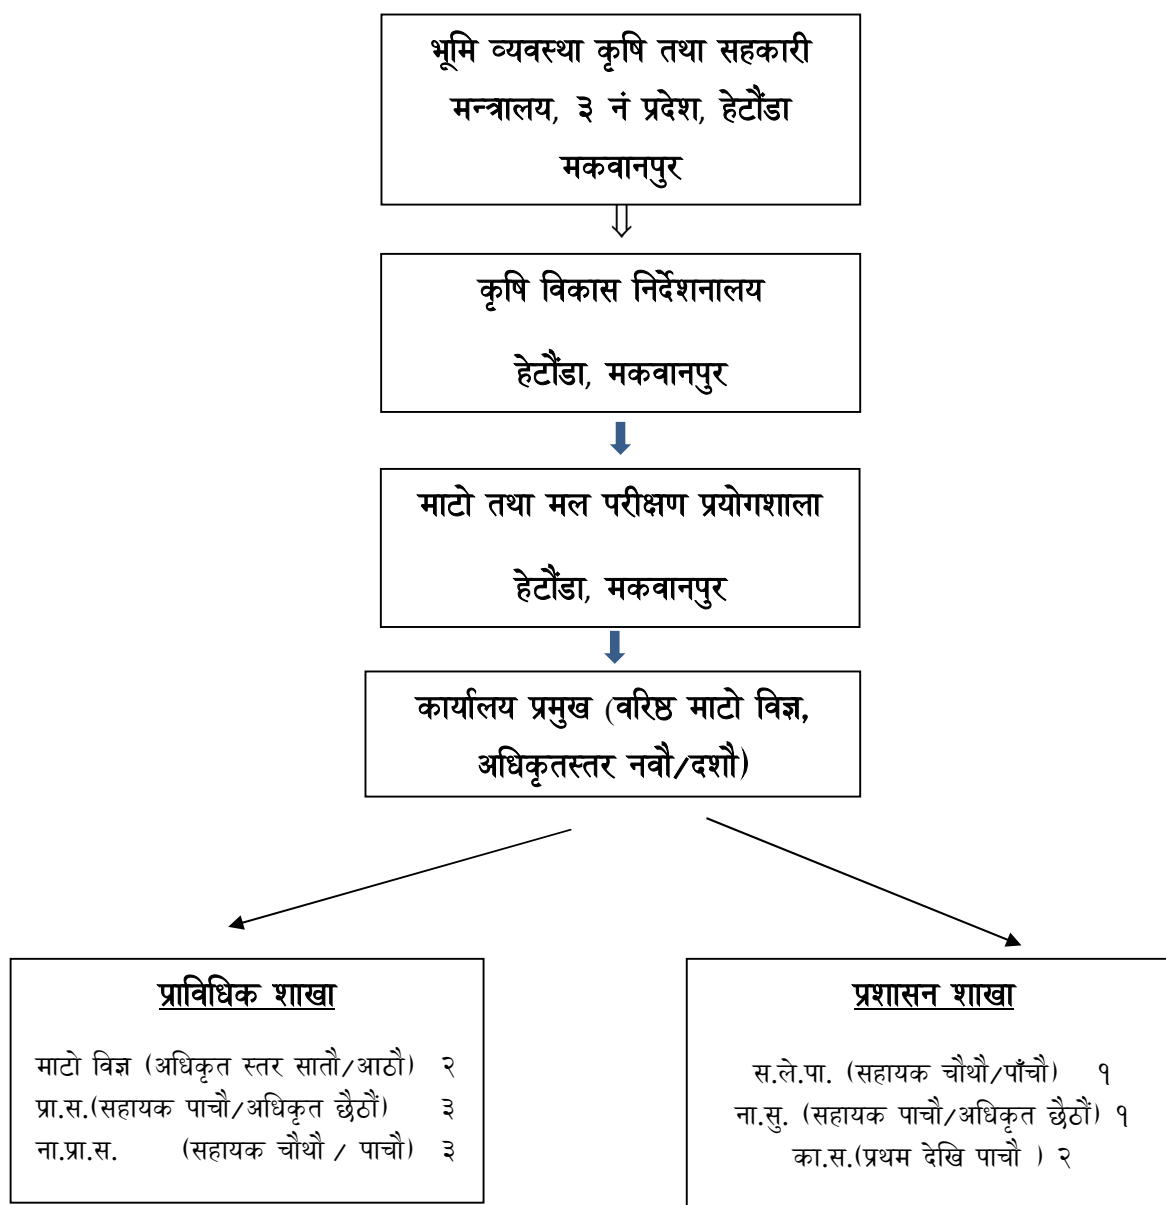 भूमि व्यवस्था कृषि तथा सहकारी
मन्त्रालय, ३ नं प्रदेश, हेटौंडा
मकवानपुर
कृषि विकास निर्देशनालय
हेटौंडा, मकवानपुर
माटो तथा मल परीक्षण प्रयोगशाला
हेटौंडा, मकवानपुर
कार्यालय प्रमुख (वरिष्ठ माटो विज्ञ,
अधिकृतस्तर नवौ/दशौ)
प्राविधिक शाखा
माटो विज्ञ (अधिकृत स्तर सातौ/आठौ) २
प्रा.स.(सहायक पाचौ/अधिकृत छैठौं) ३
ना.प्रा.स. (सहायक चौथौ / पाचौ) ३
प्रशासन शाखा
स.ले.पा. (सहायक चौथौ/पाँचौ) १
ना.सु. (सहायक पाचौ/अधिकृत छैठौं) १
का.स.(प्रथम देखि पाचौ ) २